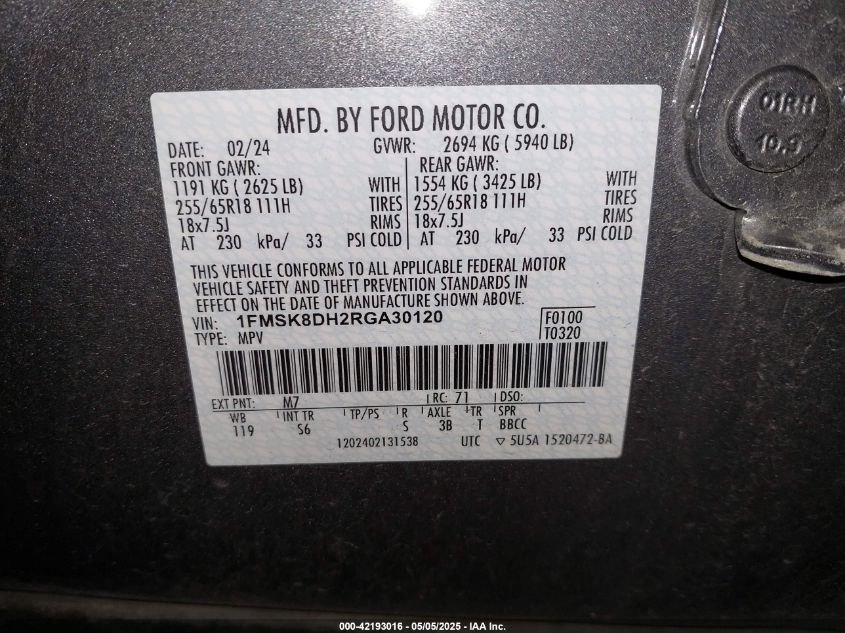 MFD. BY FORD MOTOR CO.
DATE: 02/24 GVWR: 2694 KG ( 5940 LB)
FRONT GAWR: REAR GAWR:
1191 KG ( 2625 LB) WITH 1554 KG ( 3425 LB) WITH
255/65R18 111H TIRES 255/65R18 111H TIRES
18x7.5J RIMS 18x7.5J RIMS
AT 230 kPa/ 33 PSI COLD AT 230 kPa/ 33 PSI COLD
THIS VEHICLE CONFORMS TO ALL APPLICABLE FEDERAL MOTOR
VEHICLE SAFETY AND THEFT PREVENTION STANDARDS IN
EFFECT ON THE DATE OF MANUFACTURE SHOWN ABOVE.
VIN: 1FMSK8DH2RGA30120 F0100
TYPE: MPV T0320
EXT PNT: M7 RC: 71 DSO:
WB INT TR TP/PS R AXLE TR SPR
119 S6 S 3B T BBCC
1202402131538 UTC ▽ 5U5A 1520472-BA
01RH
10.3
000-42193016 - 05/05/2025 - IAA Inc.